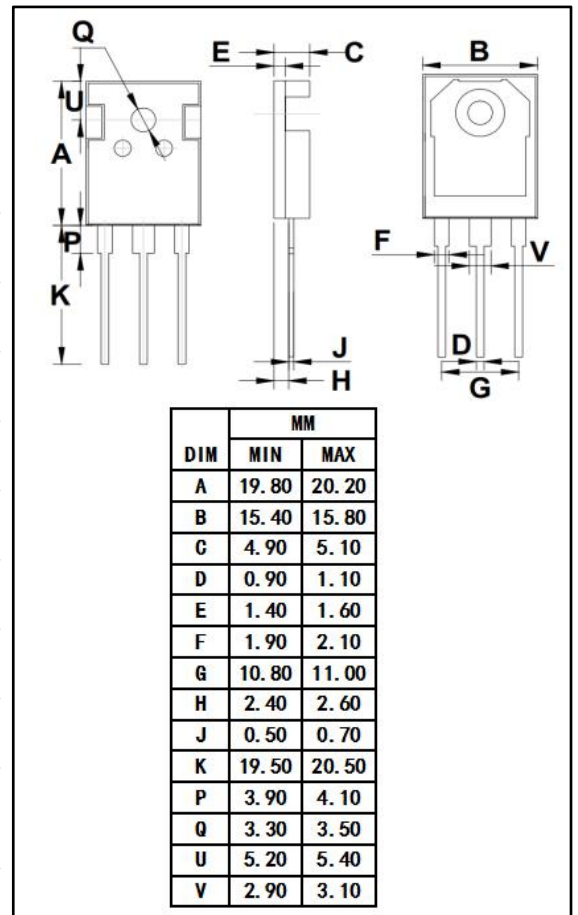 Q
E
C
B
U
A
P
K
F
V
J
H
D
G
MM
DIM MIN MAX
A 19.80 20.20
B 15.40 15.80
C 4.90 5.10
D 0.90 1.10
E 1.40 1.60
F 1.90 2.10
G 10.80 11.00
H 2.40 2.60
J 0.50 0.70
K 19.50 20.50
P 3.90 4.10
Q 3.30 3.50
U 5.20 5.40
V 2.90 3.10